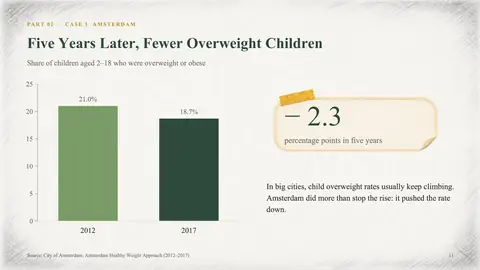 PART 01 · CASE 1 AMSTERDAM
Five Years Later, Fewer Overweight Children
Share of children aged 2–18 who were overweight or obese
25
20
15
10
5
0
21.0%
18.7%
2012
2017
− 2.3
percentage points in five years
In big cities, child overweight rates usually keep climbing.
Amsterdam did more than stop the rise: it pushed the rate
down.
Source: City of Amsterdam, Amsterdam Healthy Weight Approach (2012–2017)
11